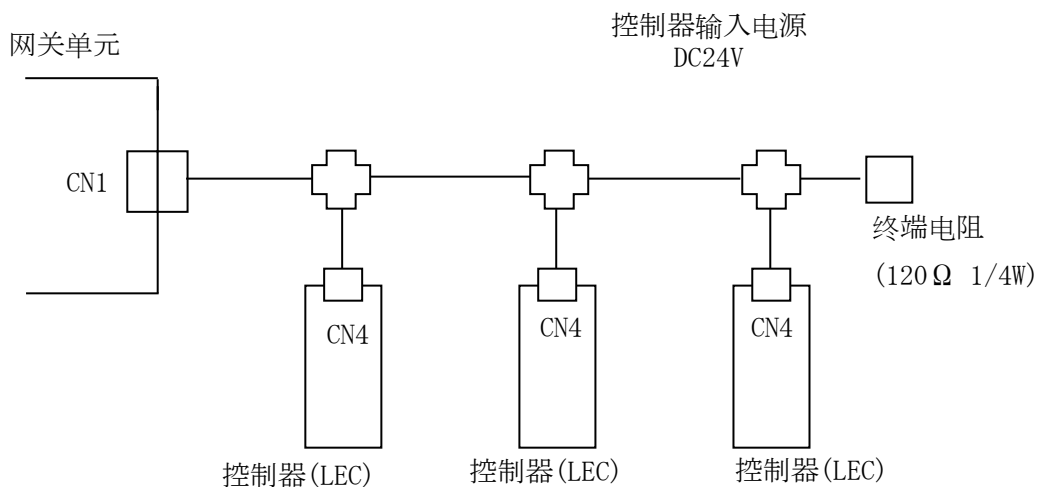 控制器输入电源
DC24V
网关单元
CN1
终端电阻
(120Ω 1/4W)
CN4
CN4
CN4
控制器(LEC)
控制器(LEC)
控制器(LEC)